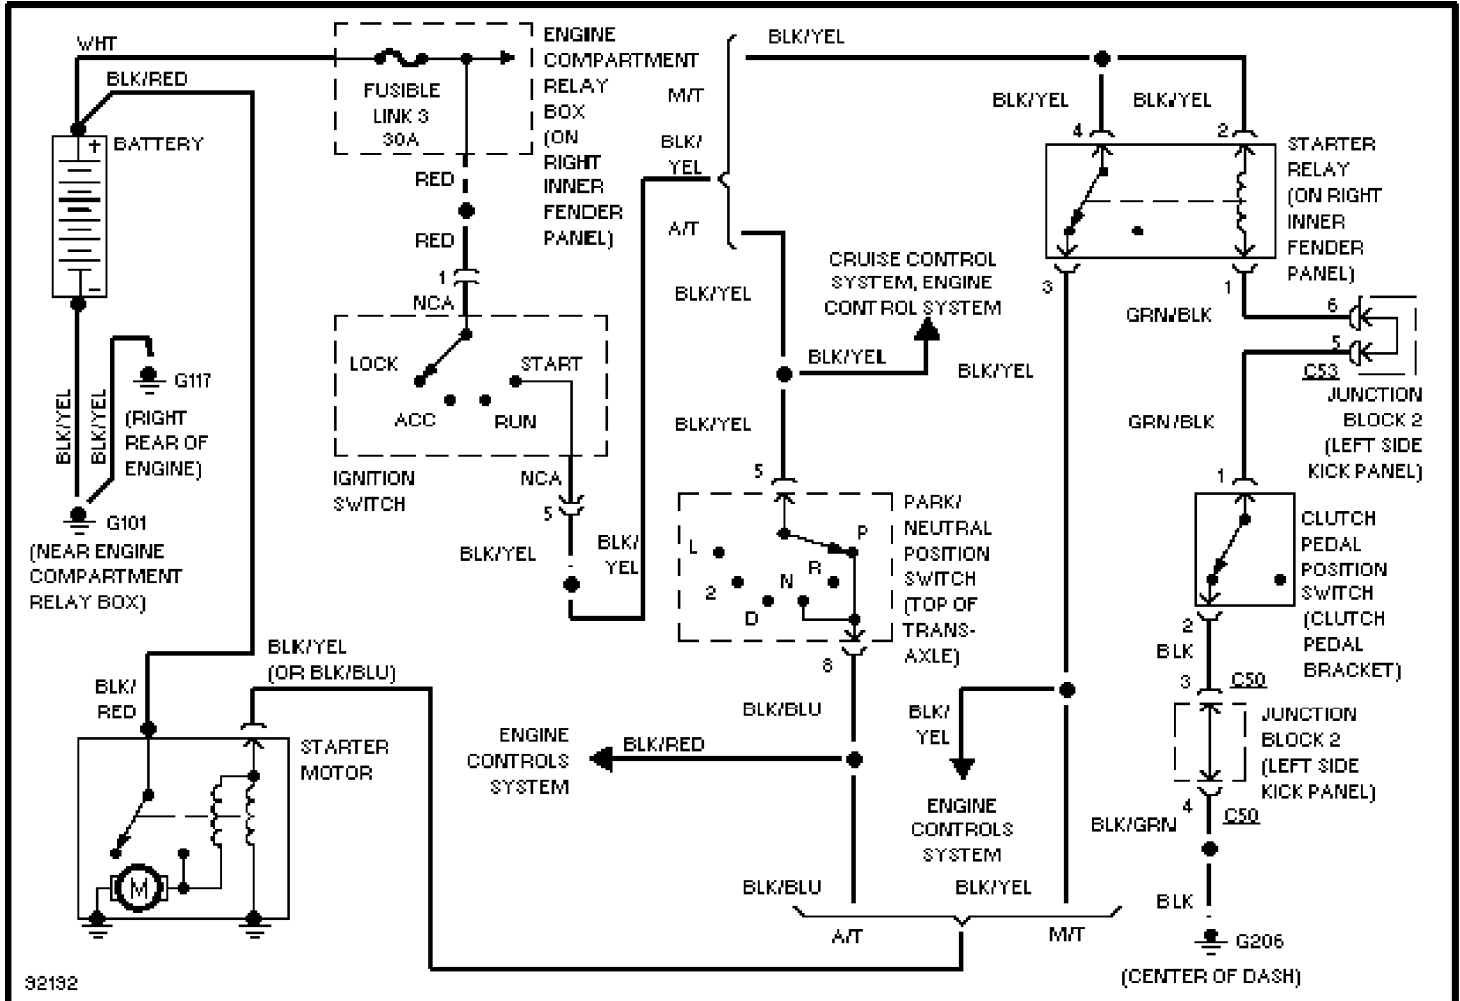 WHT
BLK/RED
BATTERY
+
-
FUSIBLE
LINK 3
30A
ENGINE
COMPARTMENT
RELAY
BOX
(ON
RIGHT
INNER
FENDER
PANEL)
RED
RED
1
NCA
LOCK
START
ACC
RUN
IGNITION
SWITCH
NCA
5
BLK/YEL
BLK/
YEL
M/T
BLK/
YEL
A/T
BLK/YEL
BLK/YEL
BLK/YEL
BLK/YEL
4
2
STARTER
RELAY
(ON RIGHT
INNER
FENDER
PANEL)
3
1
CRUISE CONTROL
SYSTEM, ENGINE
CONTROL SYSTEM
BLK/YEL
BLK/YEL
BLK/YEL
GRN/BLK
6
5
C53
JUNCTION
BLOCK 2
(LEFT SIDE
KICK PANEL)
GRN/BLK
1
CLUTCH
PEDAL
POSITION
SWITCH
(CLUTCH
PEDAL
BRACKET)
2
BLK
3
C50
JUNCTION
BLOCK 2
(LEFT SIDE
KICK PANEL)
4
C50
BLK/GRN
BLK
G206
(CENTER OF DASH)
5
PARK/
NEUTRAL
POSITION
SWITCH
(TOP OF
TRANS-
AXLE)
P
L
R
N
2
D
8
BLK/BLU
BLK/
YEL
ENGINE
CONTROLS
SYSTEM
BLK/RED
ENGINE
CONTROLS
SYSTEM
BLK/BLU
BLK/YEL
A/T
M/T
BLK/YEL
BLK/YEL
G117
(RIGHT
REAR OF
ENGINE)
G101
(NEAR ENGINE
COMPARTMENT
RELAY BOX)
BLK/YEL
(OR BLK/BLU)
BLK/
RED
STARTER
MOTOR
M
92192